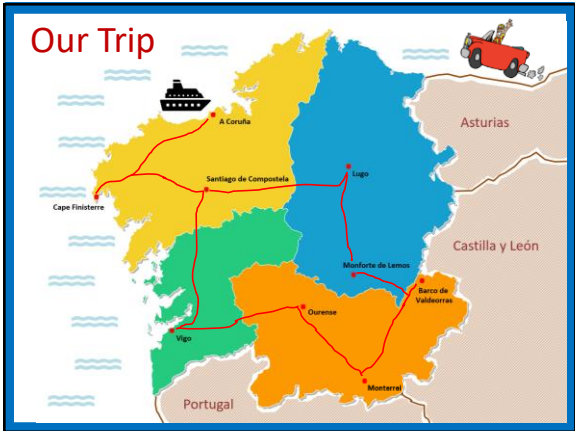 Our Trip
A Coruña
Asturias
Lugo
Santiago de Compostela
Cape Finisterre
Castilla y León
Monforte de Lemos
Barco de
Valdeorras
Ourense
Vigo
Monterrei
Portugal